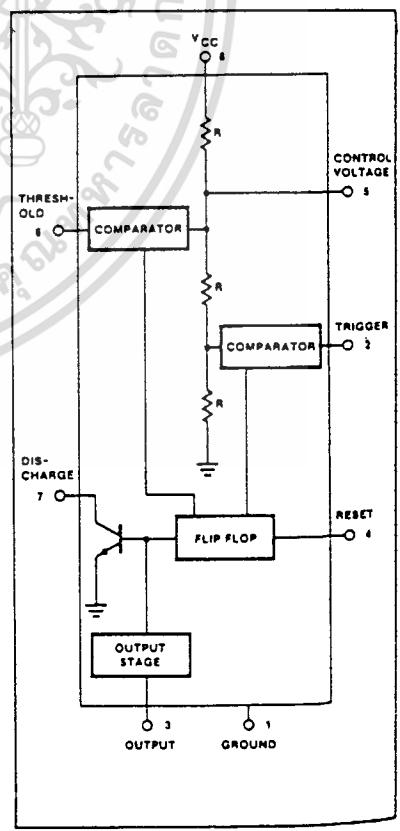 VCC
8
R
CONTROL
VOLTAGE
5
THRESH-
OLD
6
COMPARATOR
R
COMPARATOR
TRIGGER
2
R
DIS-
CHARGE
7
FLIP FLOP
RESET
4
OUTPUT
STAGE
3
OUTPUT
1
GROUND